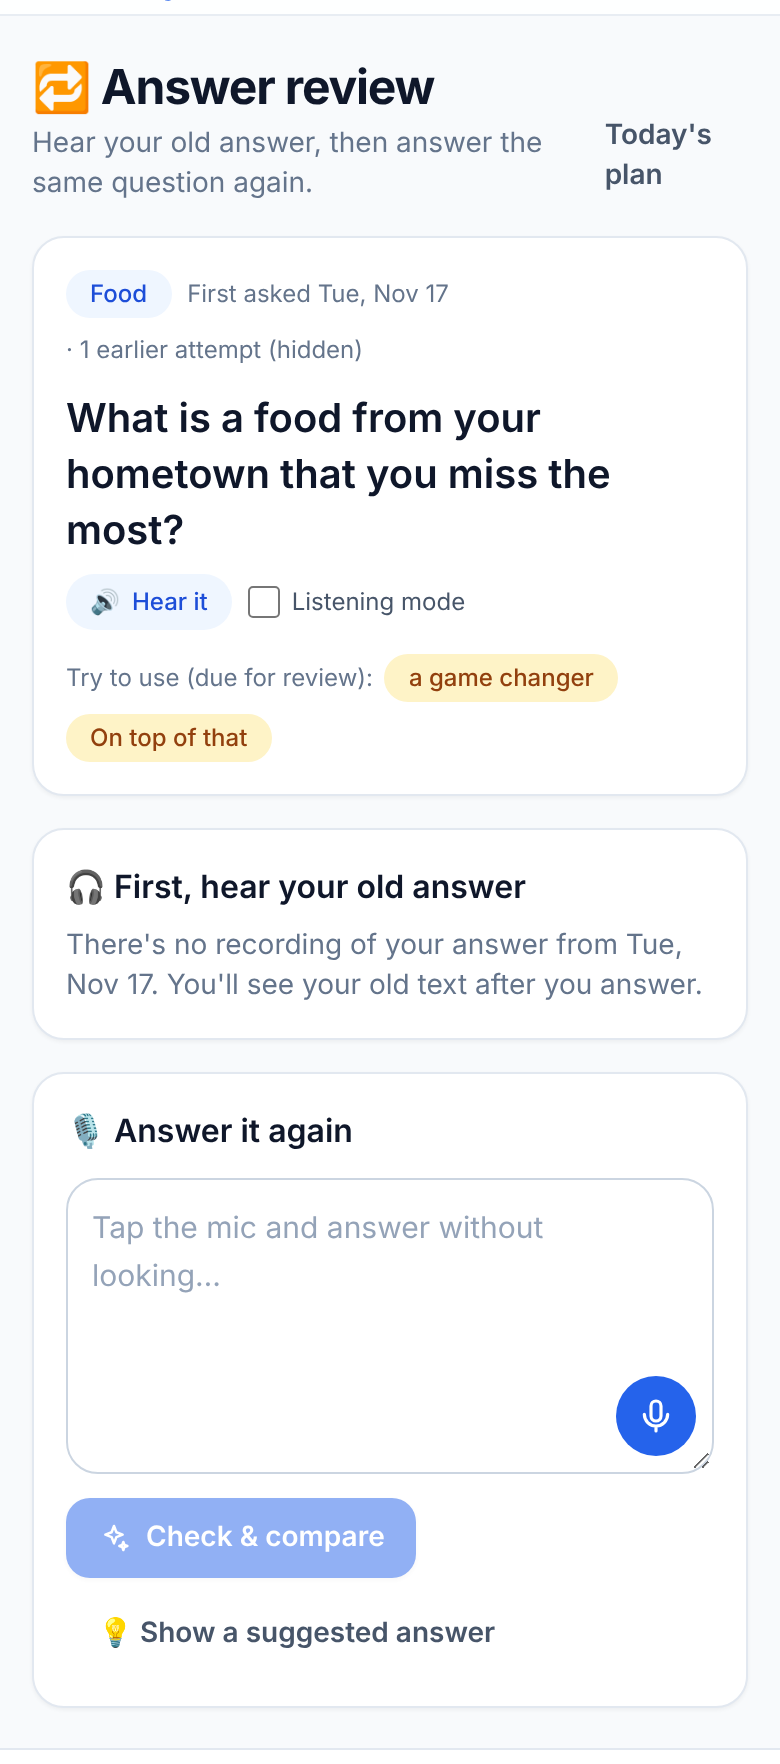 Answer review
Hear your old answer, then answer the
same question again.
Today's
plan
Food First asked Tue, Nov 17
· 1 earlier attempt (hidden)
What is a food from your
hometown that you miss the
most?
Hear it Listening mode
Try to use (due for review): a game changer
On top of that
First, hear your old answer
There's no recording of your answer from Tue,
Nov 17. You'll see your old text after you answer.
Answer it again
Tap the mic and answer without
looking...
Check & compare
Show a suggested answer